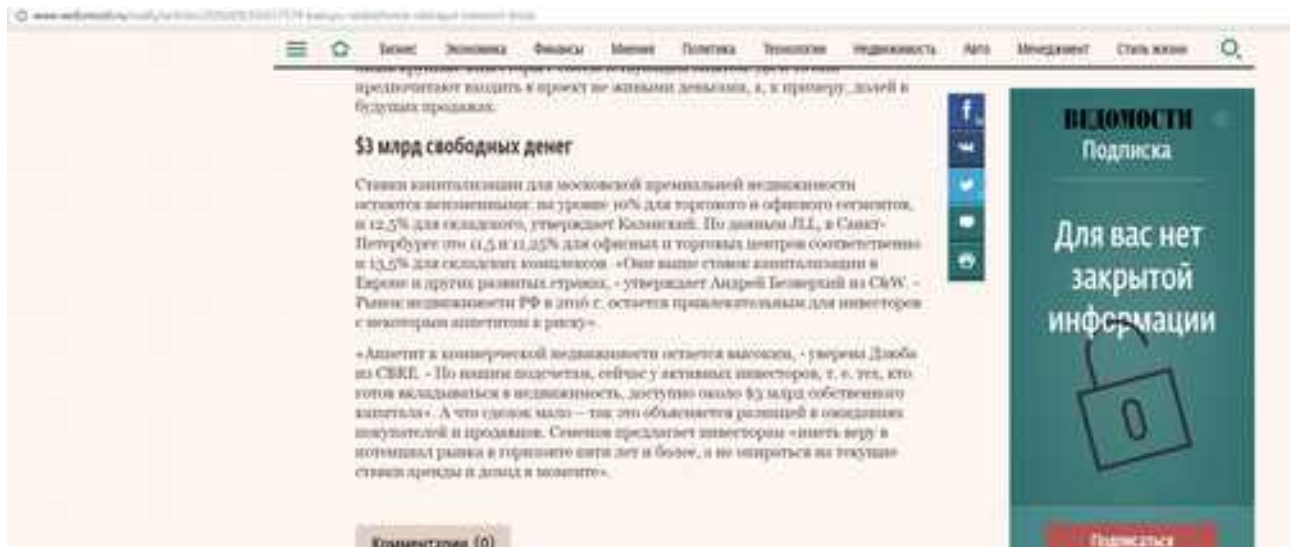 Бизнес Экономика Финансы Мнения Политика Технологии Недвижимость Авто Менеджмент Стиль жизни
предпочитают входить в проект не живыми деньгами, а, к примеру, долей в
будущих продажах.
$3 млрд свободных денег
Ставки капитализации для московской премиальной недвижимости
остаются неизменными: на уровне 10% для торгового и офисного сегментов,
и 12,5% для складского, утверждает Казанский. По данным JLL, в Санкт-
Петербурге это 11,5 и 11,25% для офисных и торговых центров соответственно
и 13,5% для складских комплексов. «Они выше ставок капитализации в
Европе и других развитых странах, - утверждает Андрей Безверхий из C&W. -
Рынок недвижимости РФ в 2016 г. остается привлекательным для инвесторов
с некоторым аппетитом к риску».
«Аппетит к коммерческой недвижимости остается высоким, - уверена Дзюба
из CBRE. - По нашим подсчетам, сейчас у активных инвесторов, т. е. тех, кто
готов вкладываться в недвижимость, доступно около $3 млрд собственного
капитала». А что сделок мало – так это объясняется разницей в ожиданиях
покупателей и продавцов. Семенов предлагает инвесторам «иметь веру в
потенциал рынка в горизонте пяти лет и более, а не опираться на текущие
ставки аренды и доход в моменте».
Комментарии (0)
ВЕДОМОСТИ
Подписка
Для вас нет
закрытой
информации
Подписаться